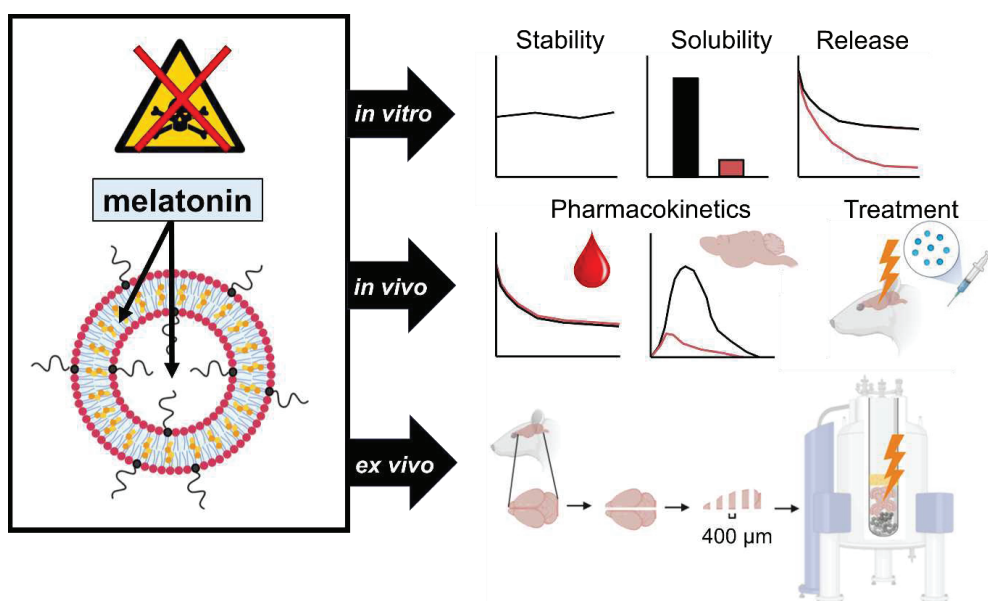 Stability
Solubility
Release
in vitro
melatonin
Pharmacokinetics
Treatment
in vivo
ex vivo
400 μm